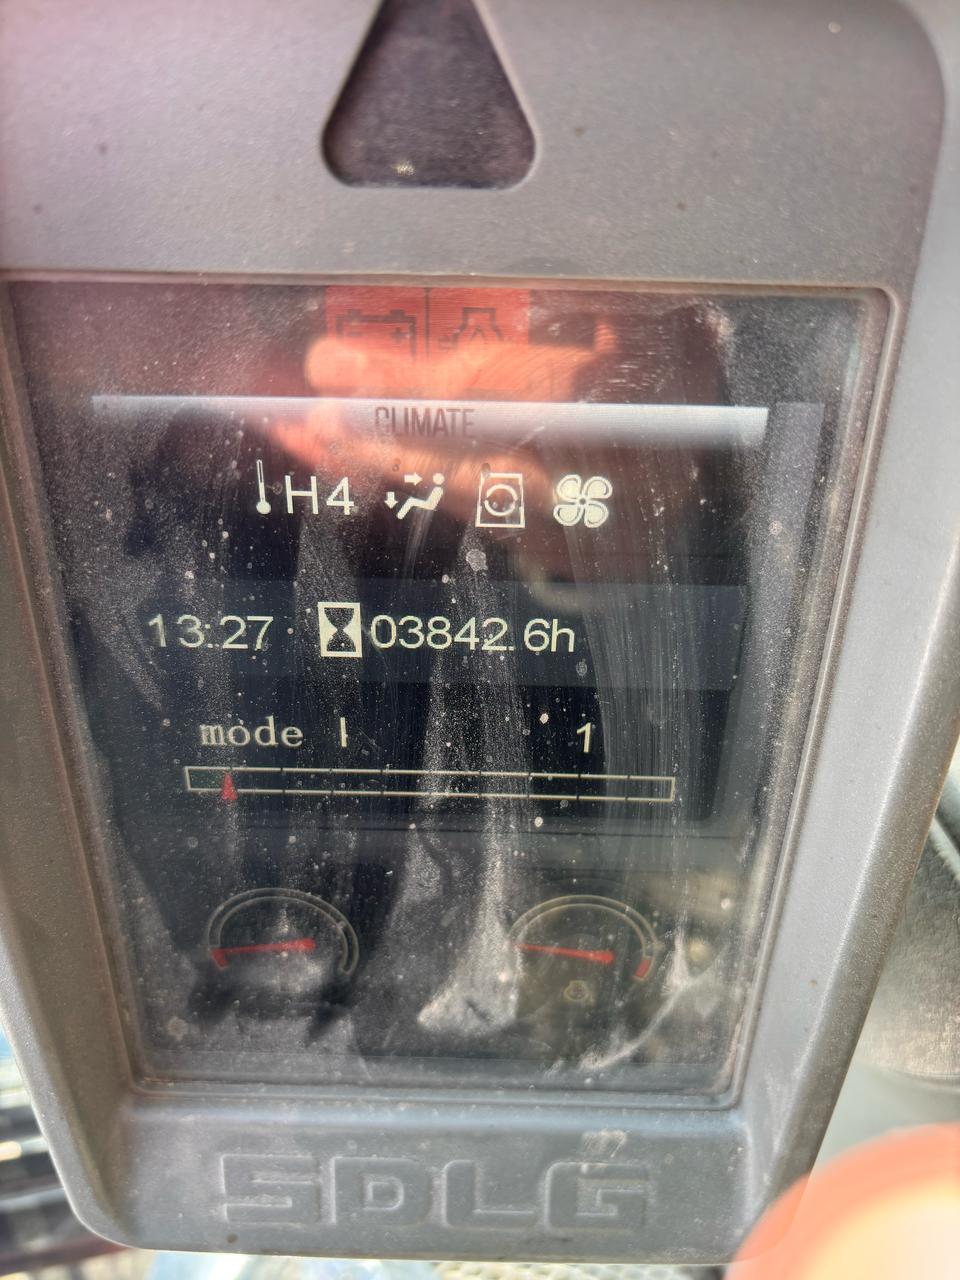 CLIMATE
H4
13:27 03842.6h
mode I 1
SDLG